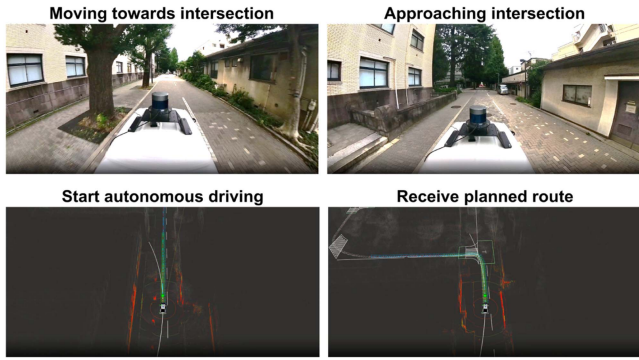 Moving towards intersection
Approaching intersection
Start autonomous driving
Receive planned route